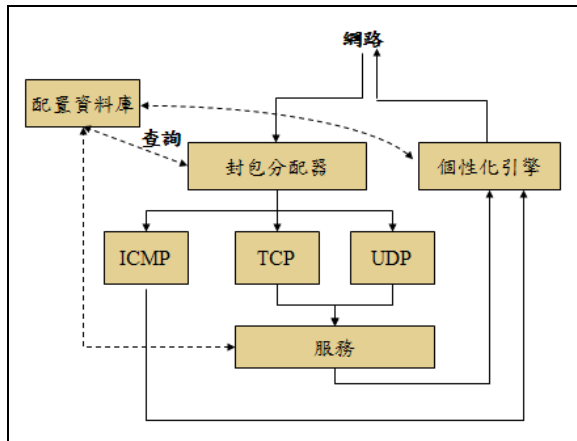 網路
配置資料庫
查詢
封包分配器
個性化引擎
ICMP
TCP
UDP
服務